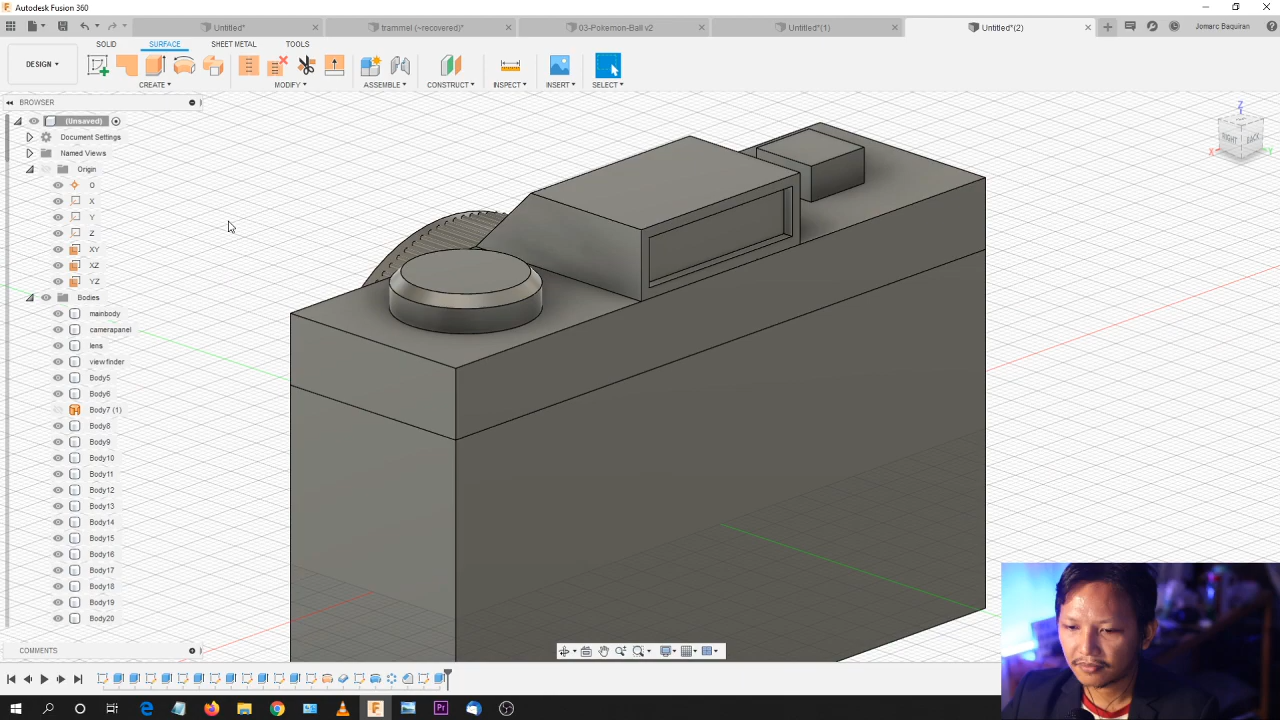 Autodesk Fusion 360
Untitled*
trammel (~recovered)*
03-Pokemon-Ball v2
Untitled*(1)
Untitled*(2)
Jomarc Baquiran
SOLID
SURFACE
SHEET METAL
TOOLS
DESIGN
CREATE
MODIFY
ASSEMBLE
CONSTRUCT
INSPECT
INSERT
SELECT
BROWSER
(Unsaved)
Document Settings
Named Views
Origin
O
X
Y
Z
XY
XZ
YZ
Bodies
mainbody
camerapanel
lens
viewfinder
Body5
Body6
Body7 (1)
Body8
Body9
Body10
Body11
Body12
Body13
Body14
Body15
Body16
Body17
Body18
Body19
Body20
COMMENTS
Z
RIGHT
BACK
X
Y